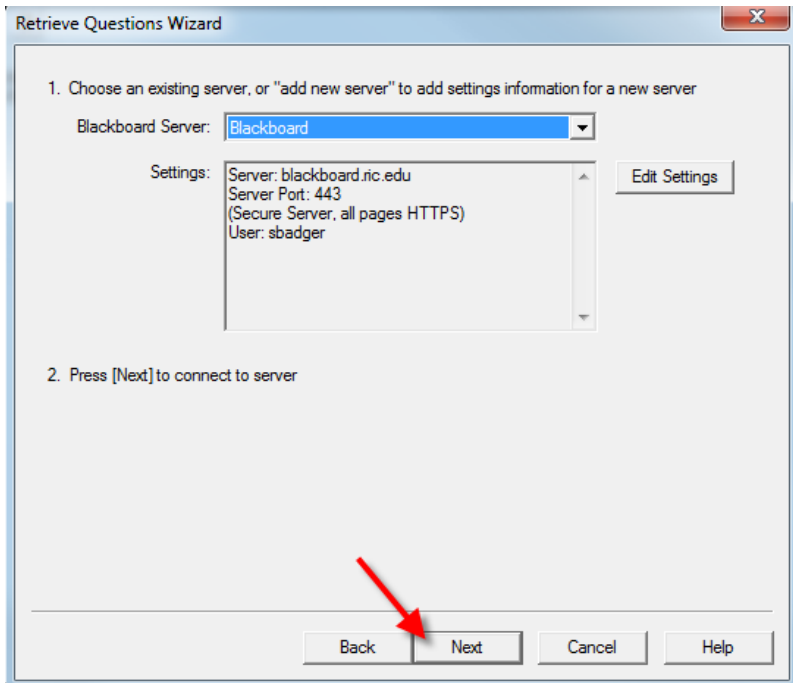 Retrieve Questions Wizard
1. Choose an existing server, or "add new server" to add settings information for a new server
Blackboard Server: Blackboard
Settings: Server: blackboard.ric.edu
Server Port: 443
(Secure Server, all pages HTTPS)
User: sbadger
Edit Settings
2. Press [Next] to connect to server
Back Next Cancel Help